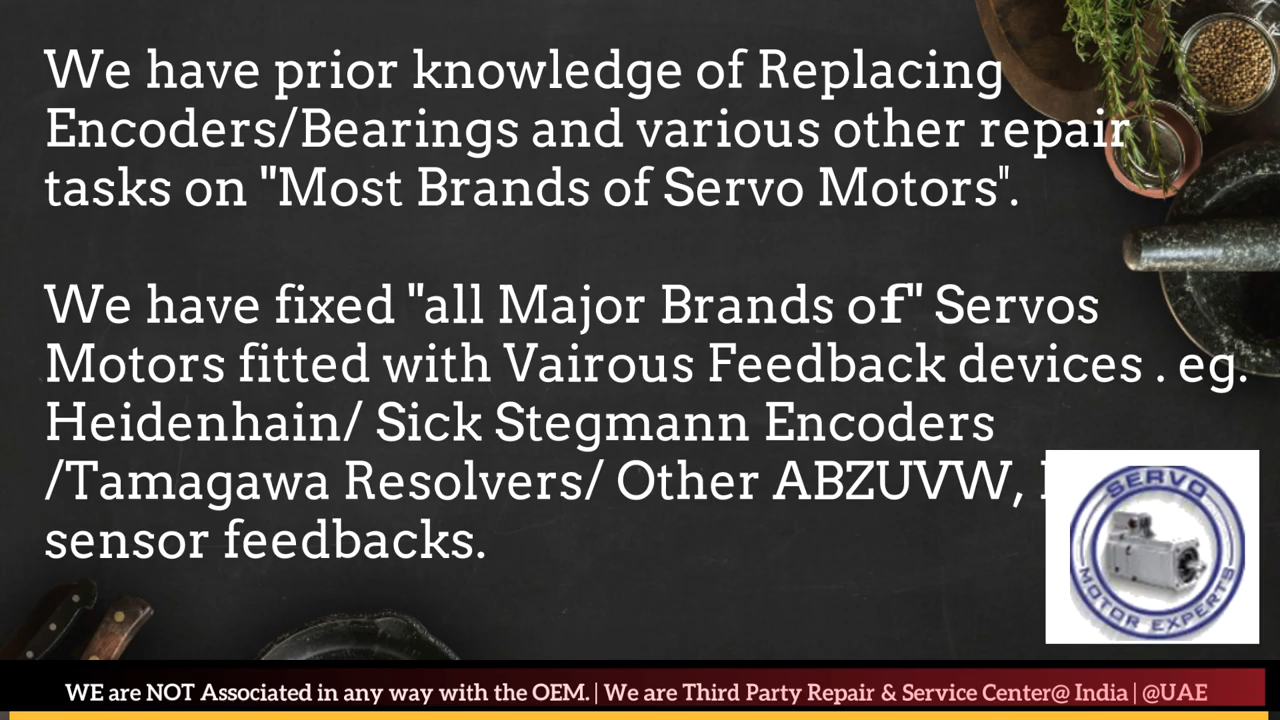 We have prior knowledge of Replacing
Encoders/Bearings and various other repair
tasks on "Most Brands of Servo Motors".
We have fixed "all Major Brands of" Servos
Motors fitted with Vairous Feedback devices . eg.
Heidenhain/ Sick Stegmann Encoders
/Tamagawa Resolvers/ Other ABZUVW,
sensor feedbacks.
SERVO
MOTOR EXPERTS
WE are NOT Associated in any way with the OEM. | We are Third Party Repair & Service Center@ India | @UAE